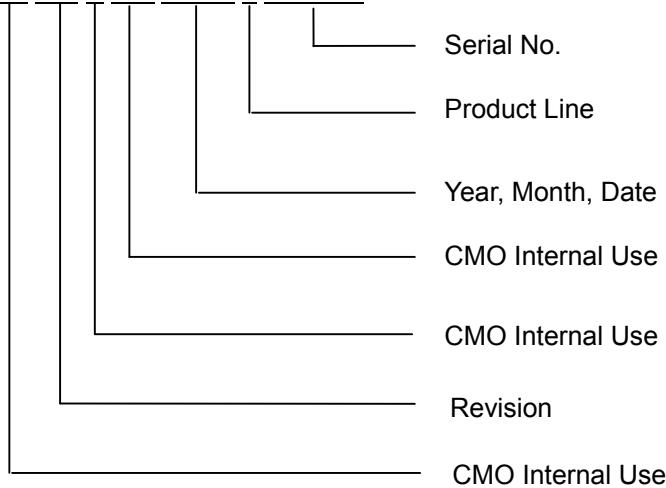 Serial No.
Product Line
Year, Month, Date
CMO Internal Use
CMO Internal Use
Revision
CMO Internal Use